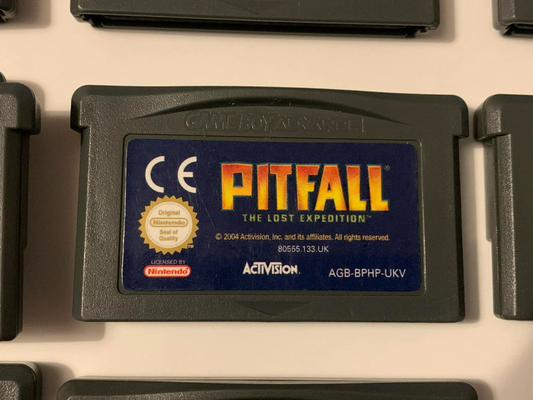 GAME BOY ADVANCE
CE
PITFALL
THE LOST EXPEDITION™
Original
Nintendo
Seal of
Quality
© 2004 Activision, Inc. and its affiliates. All rights reserved.
80555.133.UK
LICENSED BY
Nintendo
ACTIVISION.
AGB-BPHP-UKV